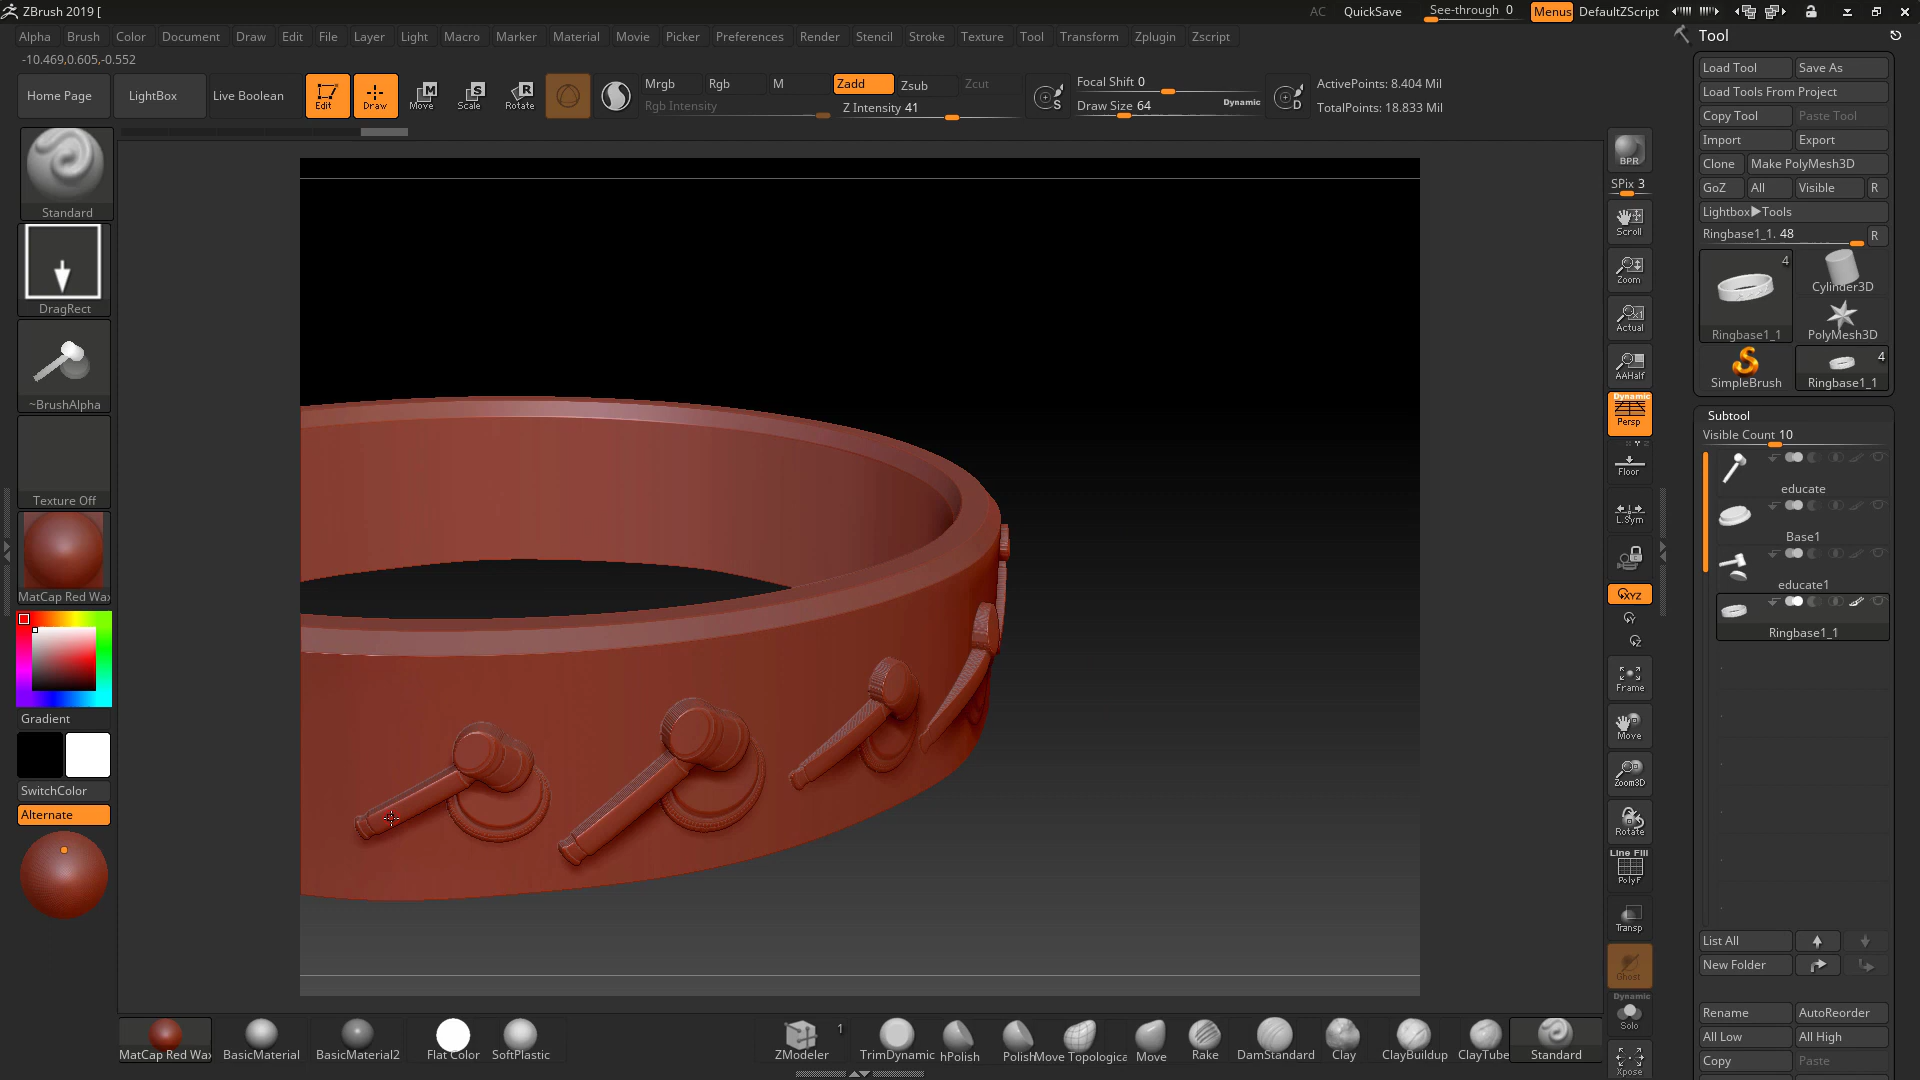 ZBrush 2019 [
AC QuickSave See-through 0 Menus DefaultZScript
Alpha Brush Color Document Draw Edit File Layer Light Macro Marker Material Movie Picker Preferences Render Stencil Stroke Texture Tool Transform Zplugin Zscript
-10.469,0.605,-0.552
Home Page LightBox Live Boolean Edit Draw Move Scale Rotate
Mrgb Rgb M Zadd Zsub Zcut
Rgb Intensity Z Intensity 41
Focal Shift 0
Draw Size 64 Dynamic
ActivePoints: 8.404 Mil
TotalPoints: 18.833 Mil
Standard
DragRect
~BrushAlpha
Texture Off
MatCap Red Wax
Gradient
SwitchColor
Alternate
BPR
SPix 3
Scroll
Zoom
Actual
AAHalf
Dynamic
Persp
Floor
L.Sym
XYZ
Frame
Move
Zoom3D
Rotate
Line Fill
PolyF
Transp
Ghost
Dynamic
Solo
Xpose
Tool
Load Tool Save As
Load Tools From Project
Copy Tool Paste Tool
Import Export
Clone Make PolyMesh3D
GoZ All Visible R
Lightbox▶Tools
Ringbase1_1. 48 R
4
Cylinder3D
Ringbase1_1 PolyMesh3D
4
SimpleBrush Ringbase1_1
Subtool
Visible Count 10
educate
Base1
educate1
Ringbase1_1
List All
New Folder
Rename AutoReorder
All Low All High
Copy Paste
MatCap Red Wax BasicMaterial BasicMaterial2 Flat Color SoftPlastic
1
ZModeler TrimDynamic hPolish Polish Move Topologica Move Rake DamStandard Clay ClayBuildup ClayTube Standard